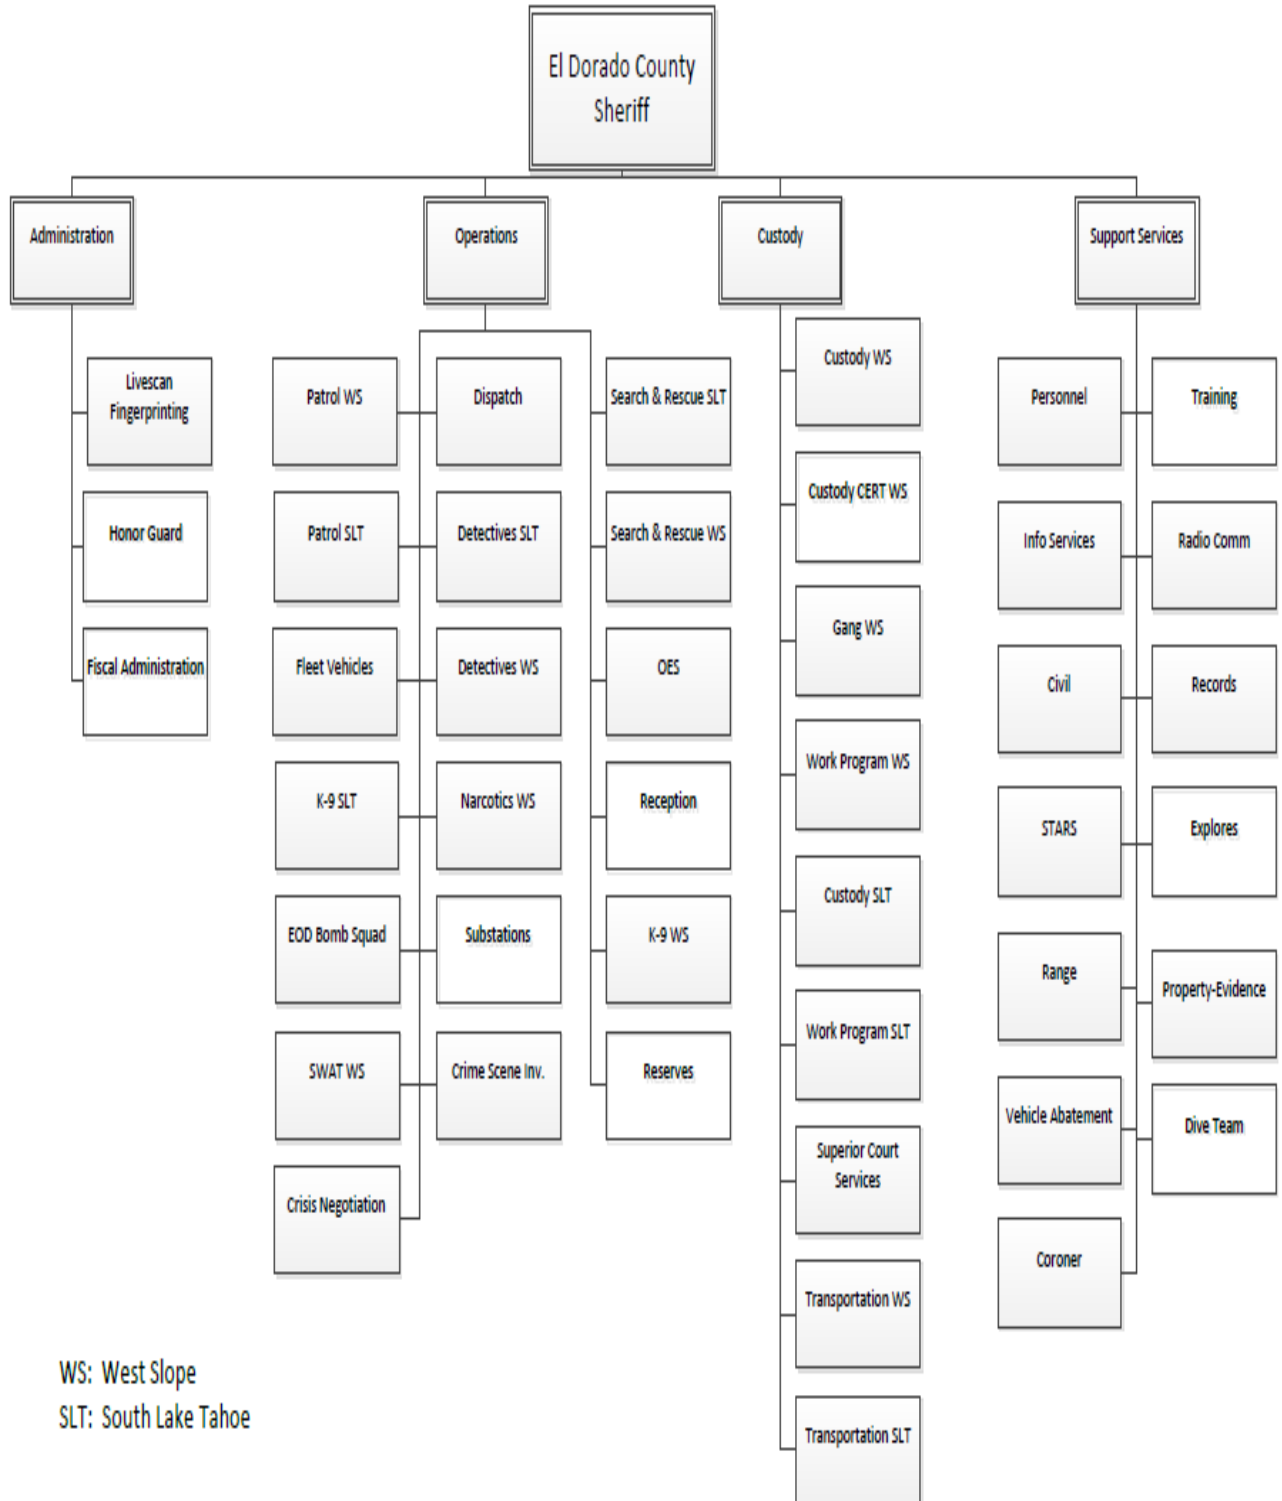 El Dorado County
Sheriff
Administration
Operations
Custody
Support Services
Livescan
Fingerprinting
Honor Guard
Fiscal Administration
Patrol WS
Dispatch
Search & Rescue SLT
Patrol SLT
Detectives SLT
Search & Rescue WS
Fleet Vehicles
Detectives WS
OES
K-9 SLT
Narcotics WS
Reception
EOD Bomb Squad
Substations
K-9 WS
SWAT WS
Crime Scene Inv.
Reserves
Crisis Negotiation
Custody WS
Custody CERT WS
Gang WS
Work Program WS
Custody SLT
Work Program SLT
Superior Court
Services
Transportation WS
Transportation SLT
Personnel
Training
Info Services
Radio Comm
Civil
Records
STARS
Explores
Range
Property-Evidence
Vehicle Abatement
Dive Team
Coroner
WS: West Slope
SLT: South Lake Tahoe